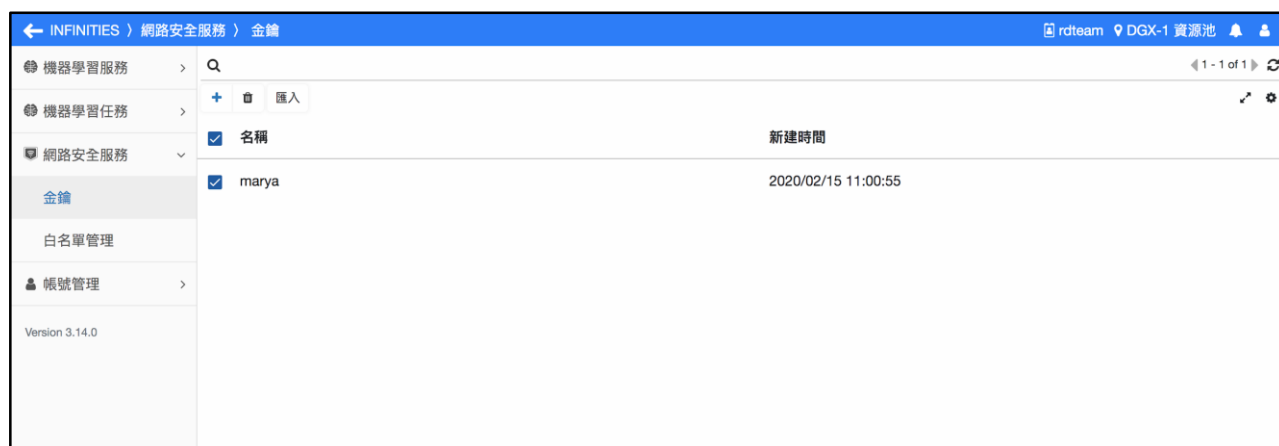 INFINITIES 〉 網路安全服務 〉 金鑰
rdteam DGX-1 資源池
機器學習服務
機器學習任務
網路安全服務
金鑰
白名單管理
帳號管理
Version 3.14.0
1 - 1 of 1
匯入
名稱 新建時間
marya 2020/02/15 11:00:55